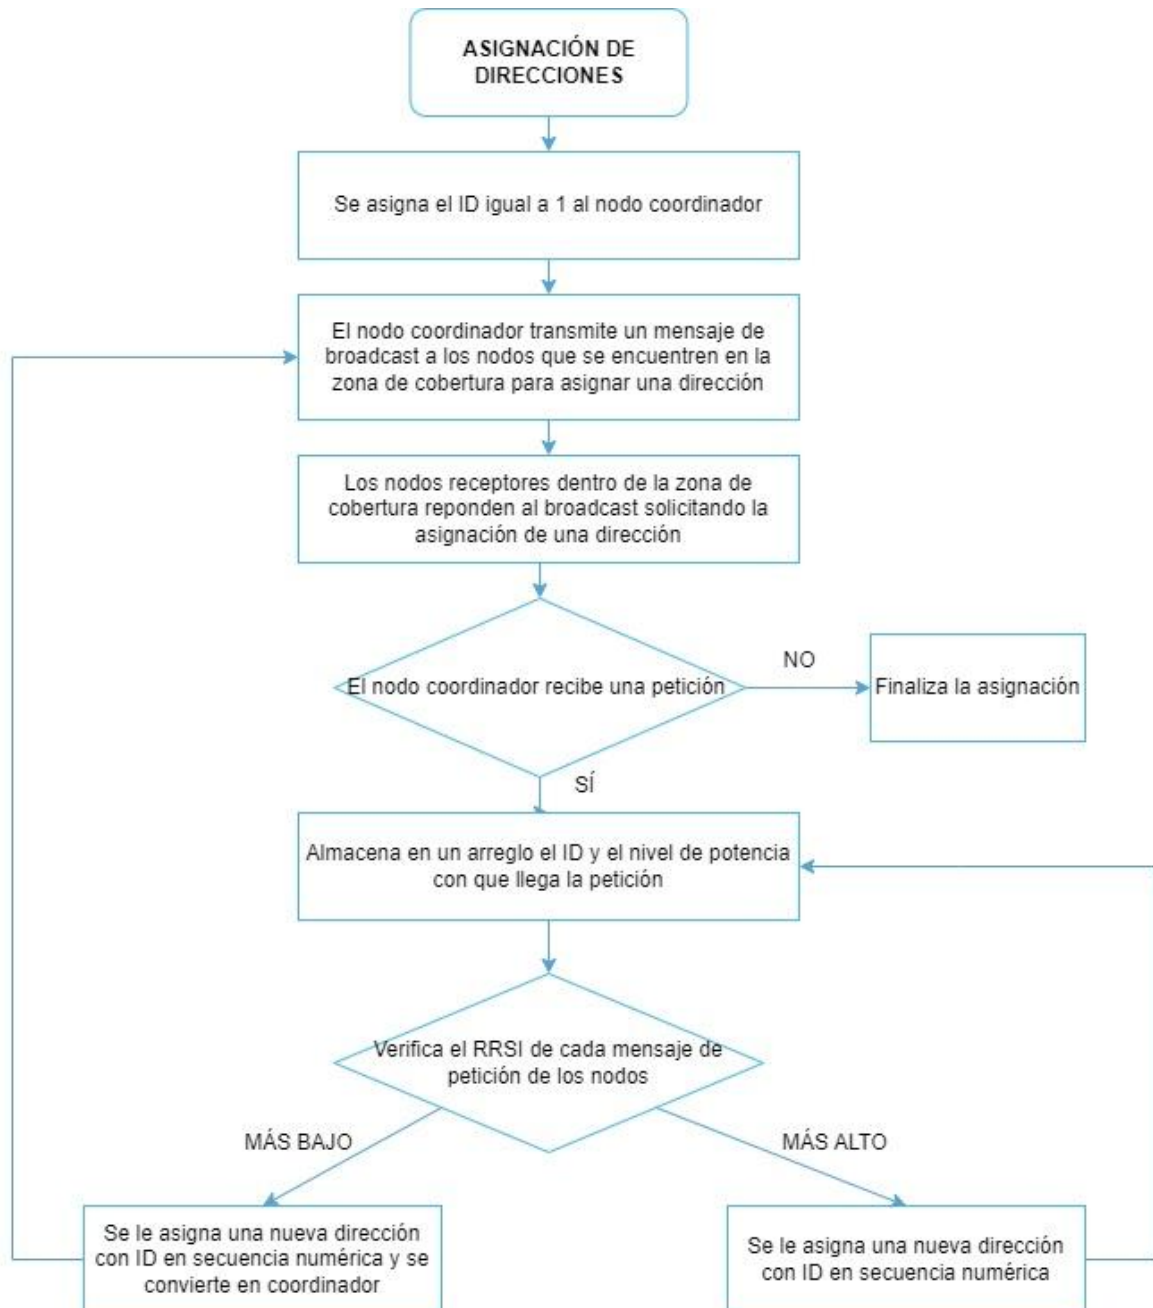 ASIGNACIÓN DE
DIRECCIONES
Se asigna el ID igual a 1 al nodo coordinador
El nodo coordinador transmite un mensaje de
broadcast a los nodos que se encuentren en la
zona de cobertura para asignar una dirección
Los nodos receptores dentro de la zona de
cobertura reponden al broadcast solicitando la
asignación de una dirección
El nodo coordinador recibe una petición
NO
Finaliza la asignación
SÍ
Almacena en un arreglo el ID y el nivel de potencia
con que llega la petición
Verifica el RRSI de cada mensaje de
petición de los nodos
MÁS BAJO
MÁS ALTO
Se le asigna una nueva dirección
con ID en secuencia numérica y se
convierte en coordinador
Se le asigna una nueva dirección
con ID en secuencia numérica